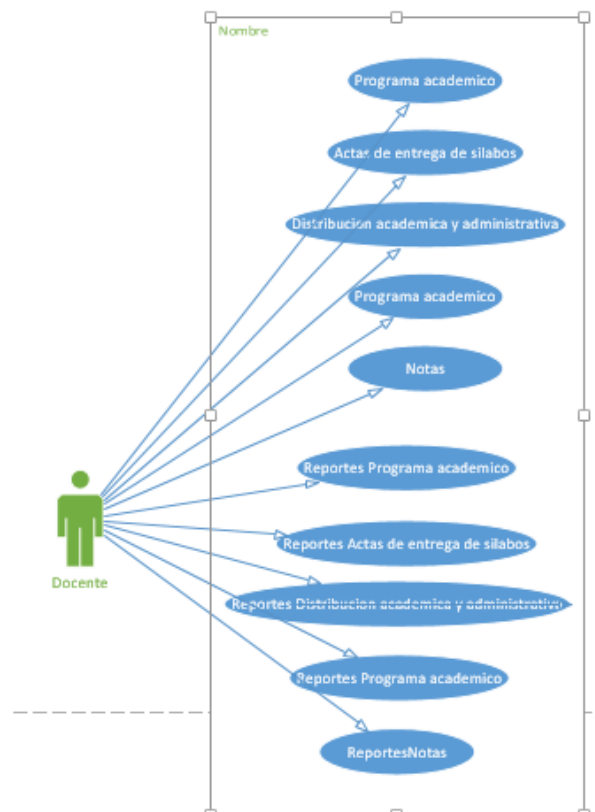 Nombre
Programa academico
Actas de entrega de silabos
Distribucion academica y administrativa
Programa academico
Notas
Reportes Programa academico
Reportes Actas de entrega de silabos
Docente
Reportes Distribucion academica y administrativa
Reportes Programa academico
ReportesNotas